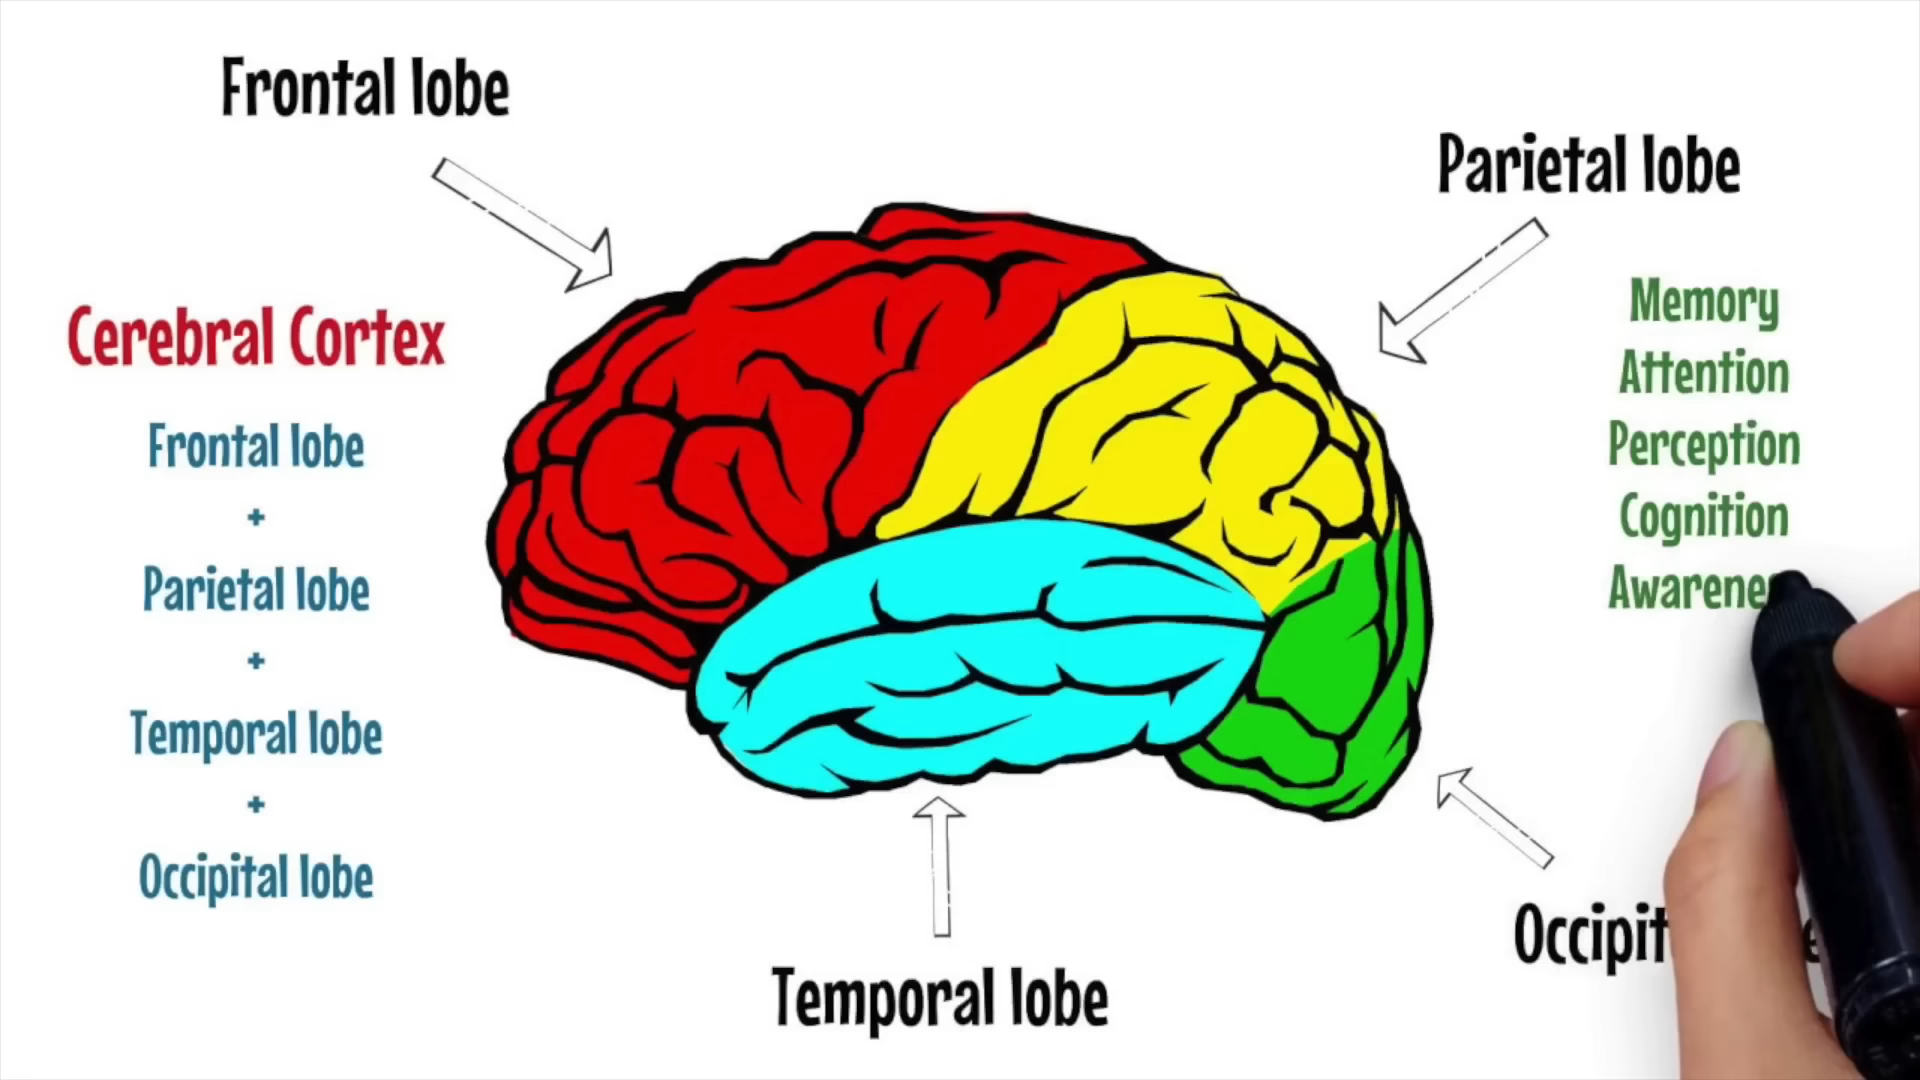 Frontal lobe
Parietal lobe
Cerebral Cortex
Frontal lobe
+
Parietal lobe
+
Temporal lobe
+
Occipital lobe
Memory
Attention
Perception
Cognition
Temporal lobe